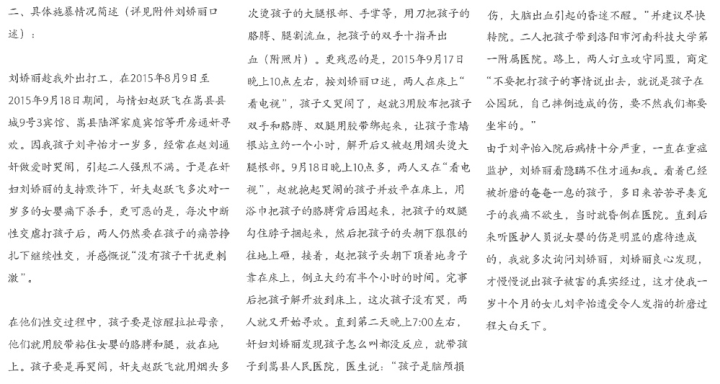 二、具体施暴情况简述（详见附件刘娇丽口
述）：
刘娇丽趁我外出打工，在2015年8月9日至
2015年9月18日期间，与情妇赵跃飞在嵩县县
城9号3宾馆、嵩县陆浑家庭宾馆等开房通奸寻
欢。因我孩子刘辛怡才一岁多，经常在赵刘通
奸做爱时哭闹，引起二人强烈不满。于是在奸
妇刘娇丽的支持默许下，奸夫赵跃飞多次对一
岁多的女婴痛下杀手，更可恶的是，每次中断
性交虐打孩子后，两人仍然要在孩子的痛苦挣
扎下继续性交，并感慨说“没有孩子干扰更刺
激”。
在他们性交过程中，孩子要是惊醒拉扯母亲，
他们就用胶带粘住女婴的胳膊和腿，放在地
上。孩子要是再哭闹，奸夫赵跃飞就用烟头多
次烫孩子的大腿根部、手掌等，用刀把孩子的
胳膊、腿割流血，把孩子的双手十指弄出
血（附照片）。更残忍的是，2015年9月17日
晚上10点左右，按刘娇丽口述，两人在床上“
看电视”，孩子又哭闹了，赵就3用胶布把孩子
双手和胳膊、双腿用胶带绑起来，让孩子靠墙
根站立约一个小时，解开后又被赵用烟头烫大
腿根部。9月18日晚上10点多，两人又在“看电
视”，赵就抱起哭闹的孩子并放平在床上，用
浴巾把孩子的胳膊背后困起来，把孩子的双腿
勾住脖子捆起来，然后把孩子的头朝下狠狠的
往地上砸，接着，赵把孩子头朝下顶着地身子
靠在床上，倒立大约有半个小时的时间。完事
后把孩子解开放到床上，这次孩子没有哭，两
人就又开始寻欢。直到第二天晚上7:00左右，
奸妇刘娇丽发现孩子怎么叫都没反应，就带孩
子到嵩县人民医院，医生说：“孩子是脑颅损
伤，大脑出血引起的昏迷不醒。”并建议尽快
转院。二人把孩子带到洛阳市河南科技大学第
一附属医院。路上，两人订立攻守同盟，商定
“不要把打孩子的事情说出去，就说是孩子在
公园玩，自己摔倒造成的伤，要不然我们都要
坐牢的。”
由于刘辛怡入院后病情十分严重，一直在重症
监护，刘娇丽看隐瞒不住才通知我。看着已经
被折磨的奄奄一息的孩子，多日来苦苦寻妻觅
子的我痛不欲生，当时就昏倒在医院。直到后
来听医护人员说女婴的伤是明显的虐待造成
的，我就多次询问刘娇丽，刘娇丽良心发现，
才慢慢说出孩子被害的真实经过，这才使我一
岁十个月的女儿刘辛怡遭受令人发指的折磨过
程大白天下。